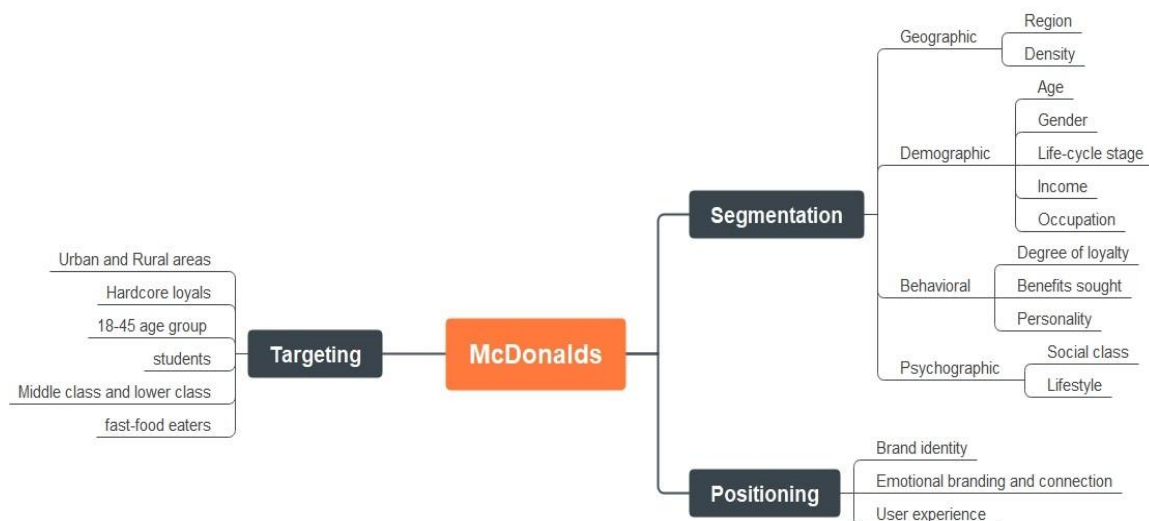 McDonalds
Segmentation
Geographic
Region
Density
Demographic
Age
Gender
Life-cycle stage
Income
Occupation
Behavioral
Degree of loyalty
Benefits sought
Personality
Psychographic
Social class
Lifestyle
Positioning
Brand identity
Emotional branding and connection
User experience
Targeting
Urban and Rural areas
Hardcore loyals
18-45 age group
students
Middle class and lower class
fast-food eaters